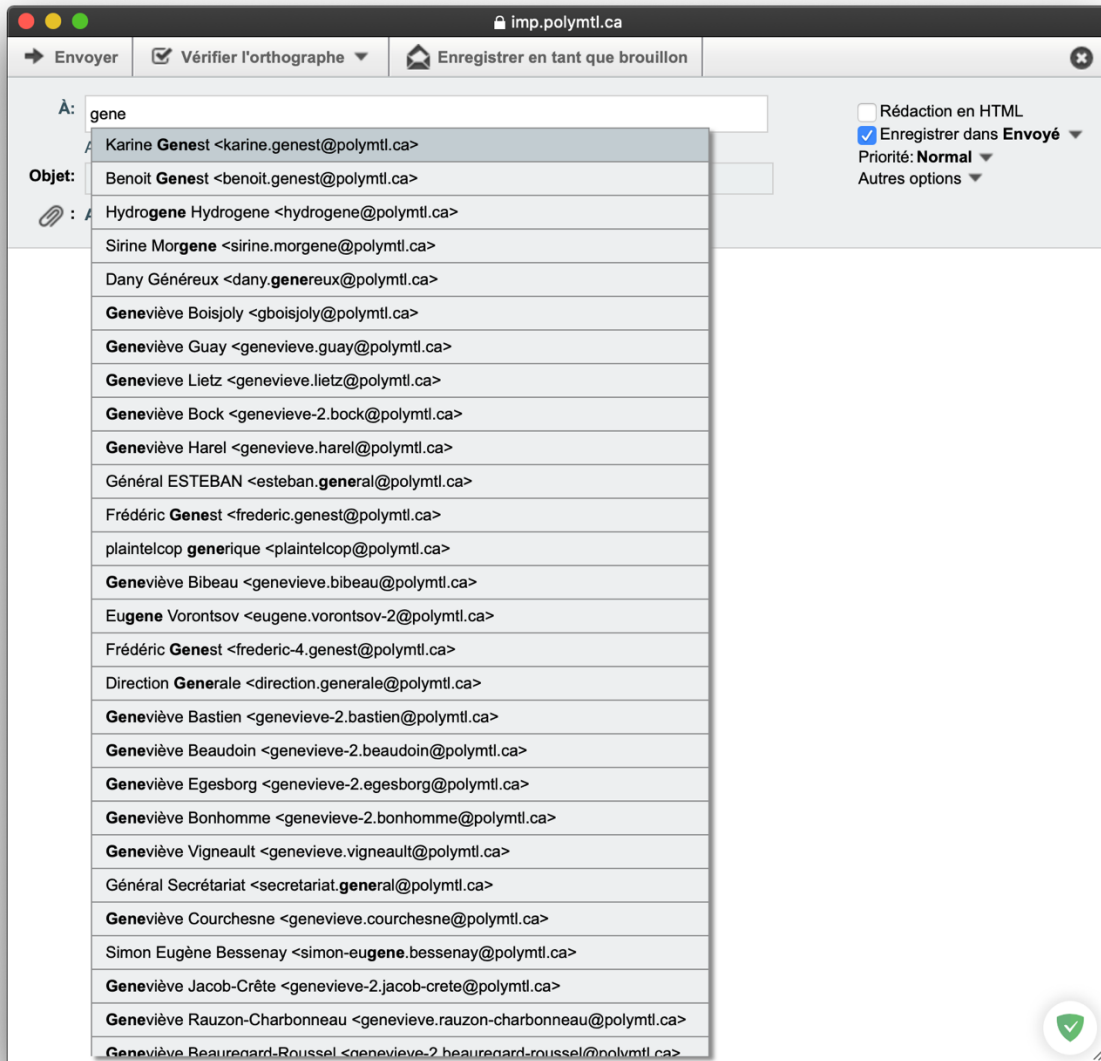 imp.polymtl.ca
Envoyer Vérifier l'orthographe Enregistrer en tant que brouillon
À: gene
Rédaction en HTML
Enregistrer dans Envoyé
Priorité: Normal
Autres options
Objet:
:
Karine Genest <karine.genest@polymtl.ca>
Benoit Genest <benoit.genest@polymtl.ca>
Hydrogene Hydrogene <hydrogene@polymtl.ca>
Sirine Morgene <sirine.morgene@polymtl.ca>
Dany Généreux <dany.genereux@polymtl.ca>
Geneviève Boisjoly <gboisjoly@polymtl.ca>
Geneviève Guay <genevieve.guay@polymtl.ca>
Genevieve Lietz <genevieve.lietz@polymtl.ca>
Geneviève Bock <genevieve-2.bock@polymtl.ca>
Geneviève Harel <genevieve.harel@polymtl.ca>
Général ESTEBAN <esteban.general@polymtl.ca>
Frédéric Genest <frederic.genest@polymtl.ca>
plaintelcop generique <plaintelcop@polymtl.ca>
Geneviève Bibeau <genevieve.bibeau@polymtl.ca>
Eugene Vorontsov <eugene.vorontsov-2@polymtl.ca>
Frédéric Genest <frederic-4.genest@polymtl.ca>
Direction Generale <direction.generale@polymtl.ca>
Geneviève Bastien <genevieve-2.bastien@polymtl.ca>
Geneviève Beaudoin <genevieve-2.beaudoin@polymtl.ca>
Geneviève Egesborg <genevieve-2.egesborg@polymtl.ca>
Geneviève Bonhomme <genevieve-2.bonhomme@polymtl.ca>
Geneviève Vigneault <genevieve.vigneault@polymtl.ca>
Général Secrétariat <secretariat.general@polymtl.ca>
Geneviève Courchesne <genevieve.courchesne@polymtl.ca>
Simon Eugène Bessenay <simon-eugene.bessenay@polymtl.ca>
Geneviève Jacob-Crête <genevieve-2.jacob-crete@polymtl.ca>
Geneviève Rauzon-Charbonneau <genevieve.rauzon-charbonneau@polymtl.ca>
Geneviève Beauregard-Roussel <genevieve-2.beauregard-roussel@polymtl.ca>